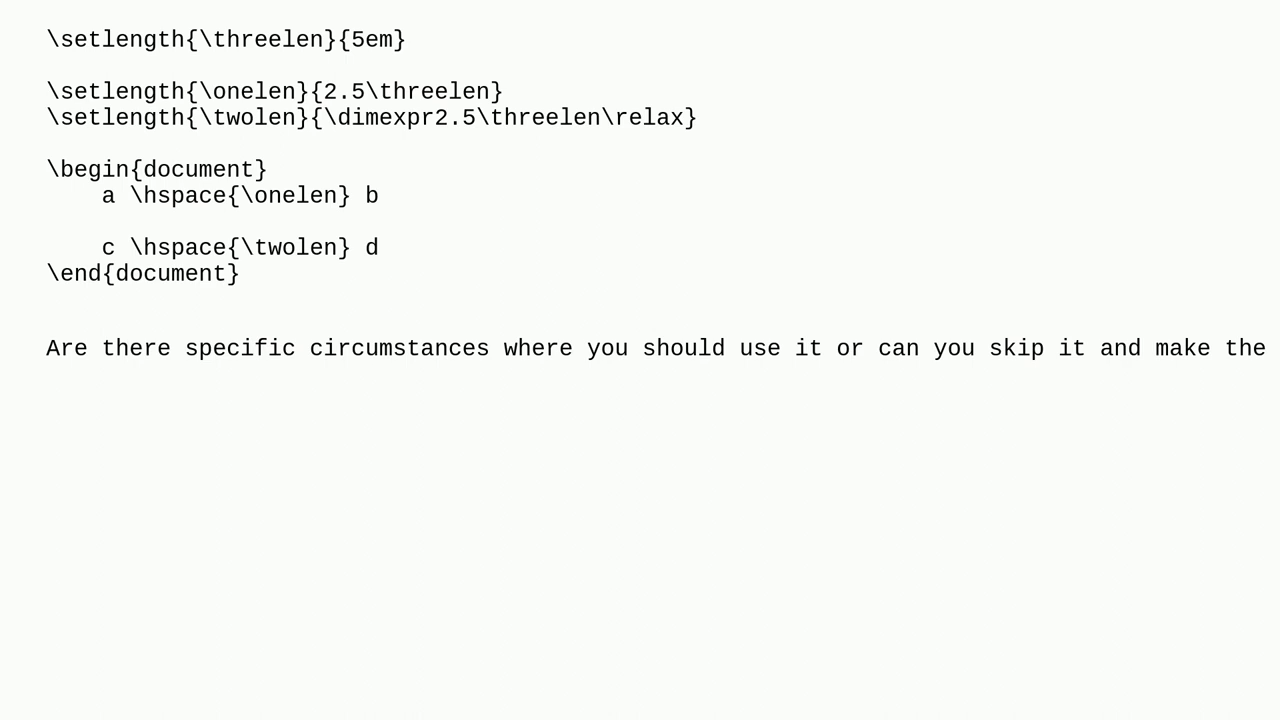 \setlength{\threelen}{5em}

\setlength{\onelen}{2.5\threelen}
\setlength{\twolen}{\dimexpr2.5\threelen\relax}

\begin{document}
    a \hspace{\onelen} b

    c \hspace{\twolen} d
\end{document}

Are there specific circumstances where you should use it or can you skip it and make the